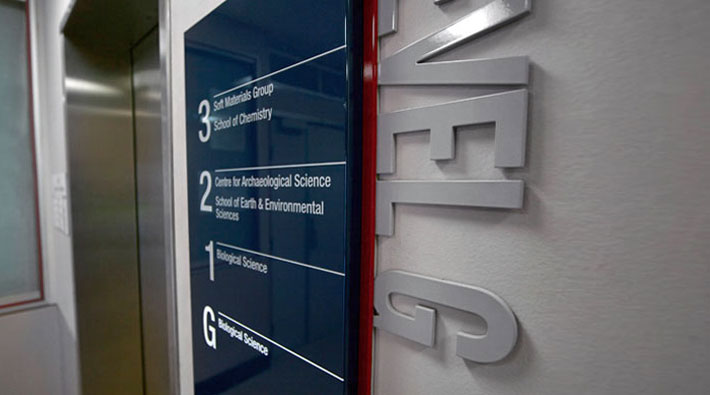 3 Soft Materials Group
School of Chemistry
2 Centre for Archaeological Science
School of Earth & Environmental
Sciences
1 Biological Science
G Biological Science
VEL G